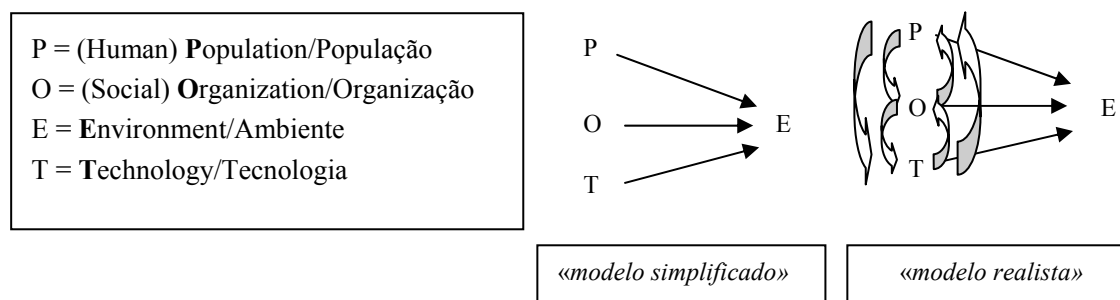 P = (Human) Population/População
O = (Social) Organization/Organização
E = Environment/Ambiente
T = Technology/Tecnologia
P
O
T
E
P
O
T
E
«modelo simplificado»
«modelo realista»